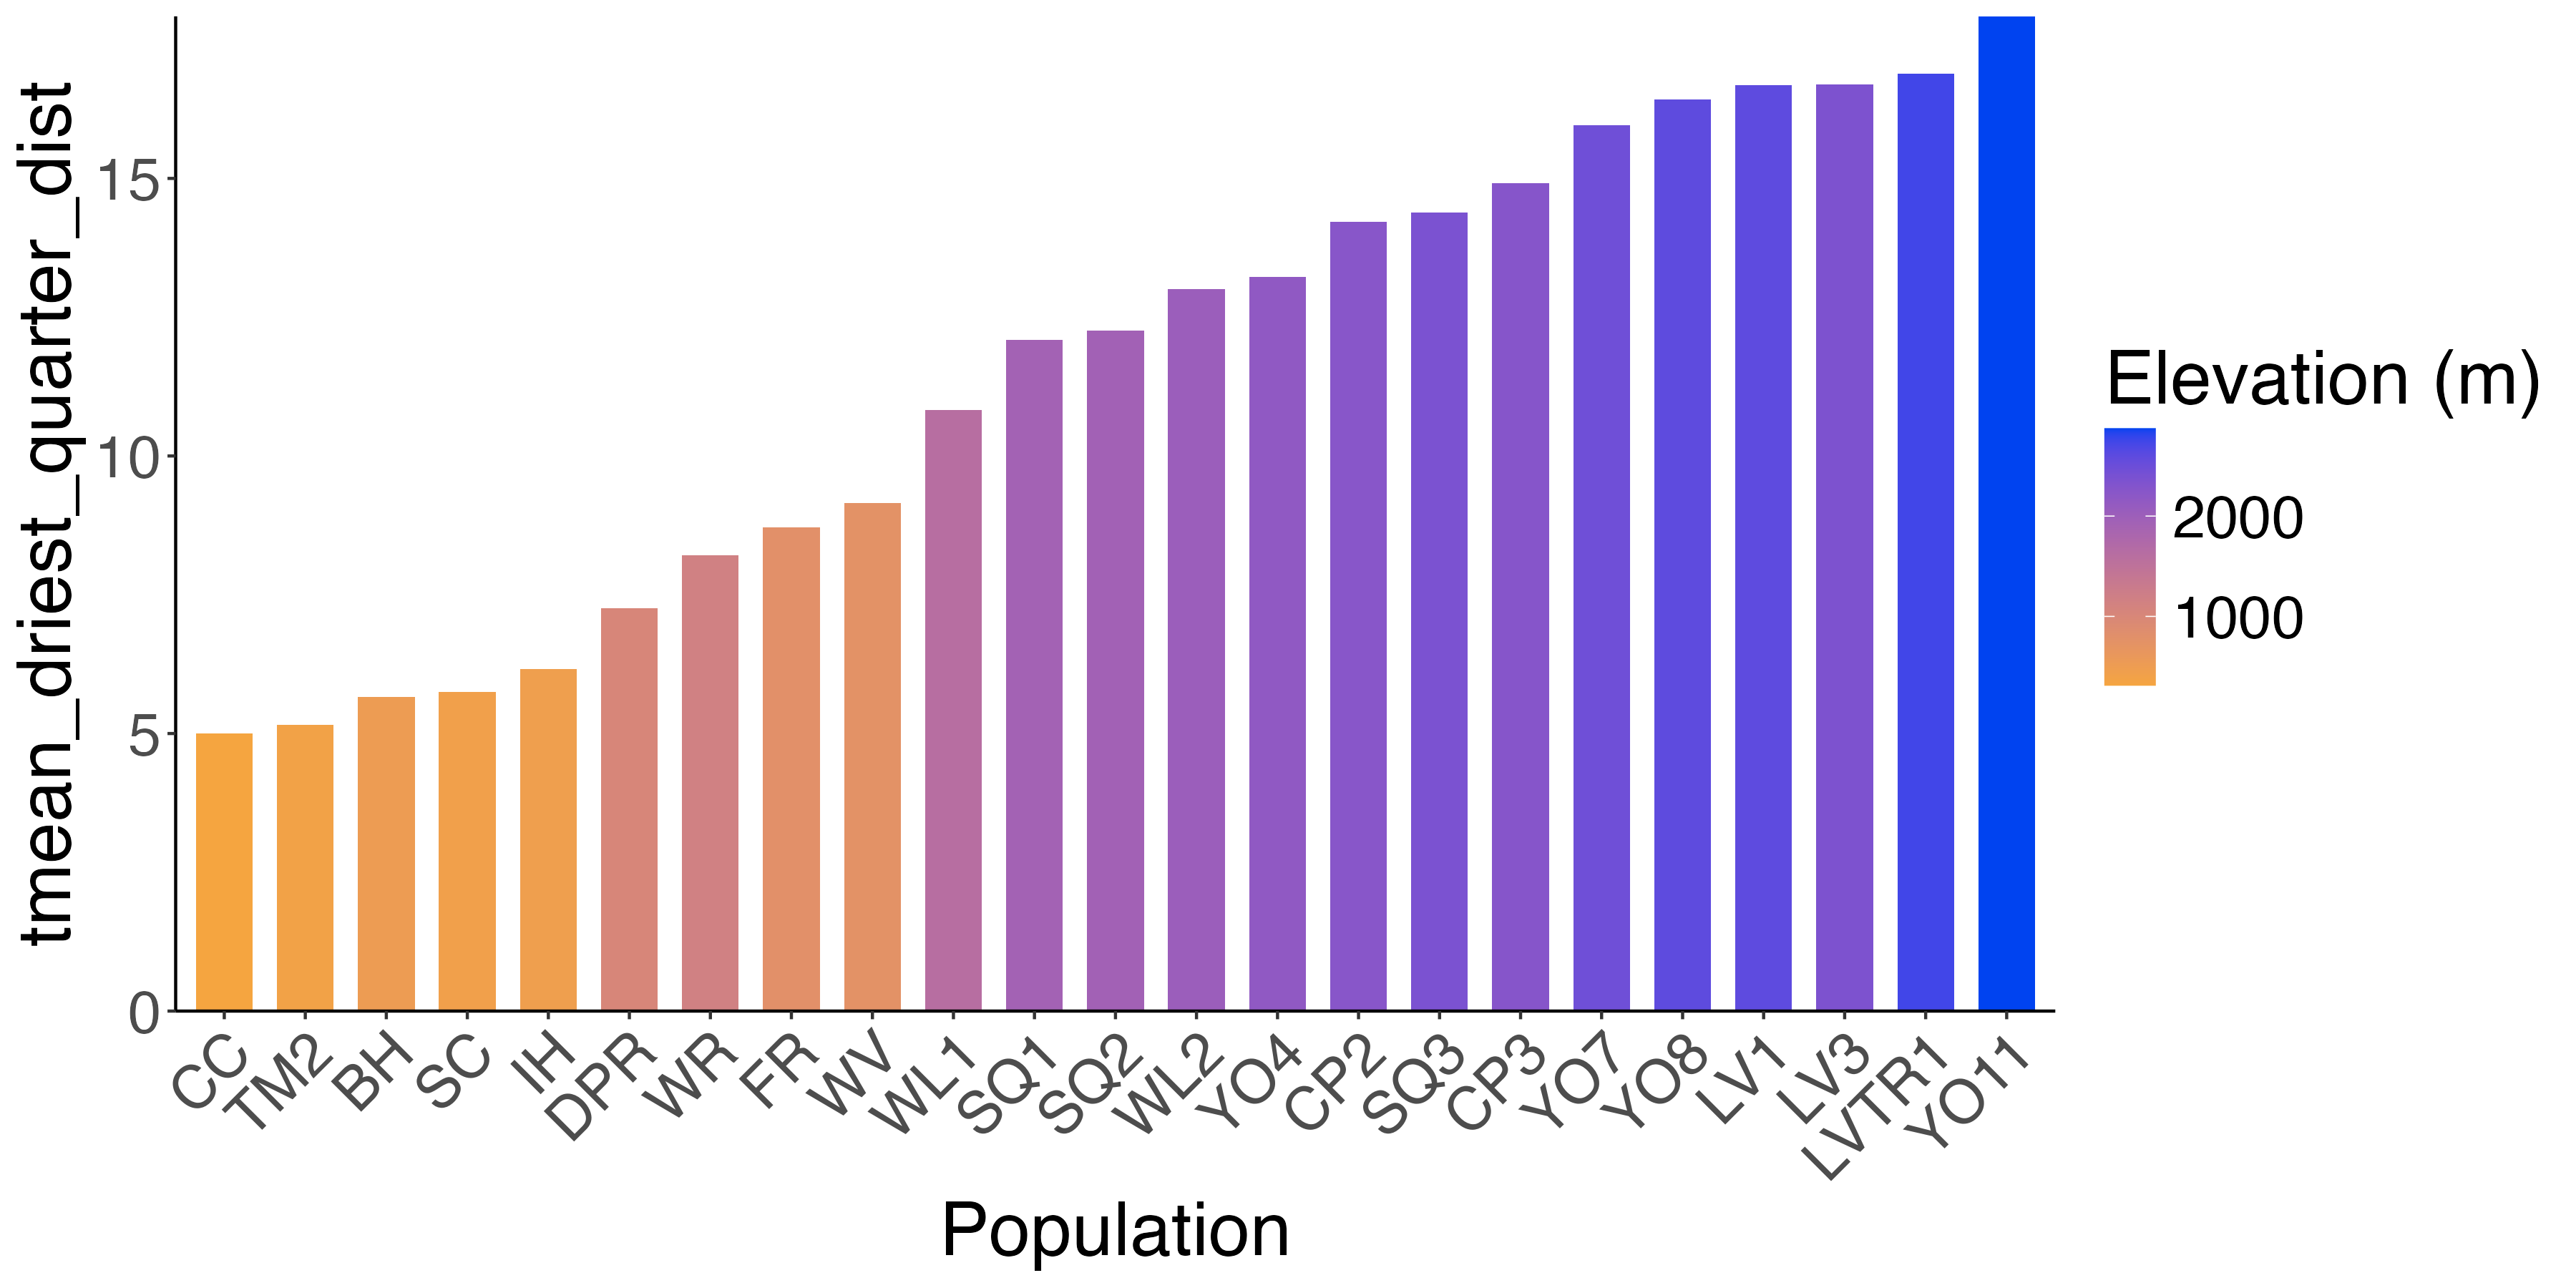 tmean_driest_quarter_dist
15
10
5
0
CC
TM2
BH
SC
IH
DPR
WR
FR
WV
WL1
SQ1
SQ2
WL2
YO4
CP2
SQ3
CP3
YO7
YO8
LV1
LV3
LVTR1
YO11
Population
Elevation (m)
2000
1000